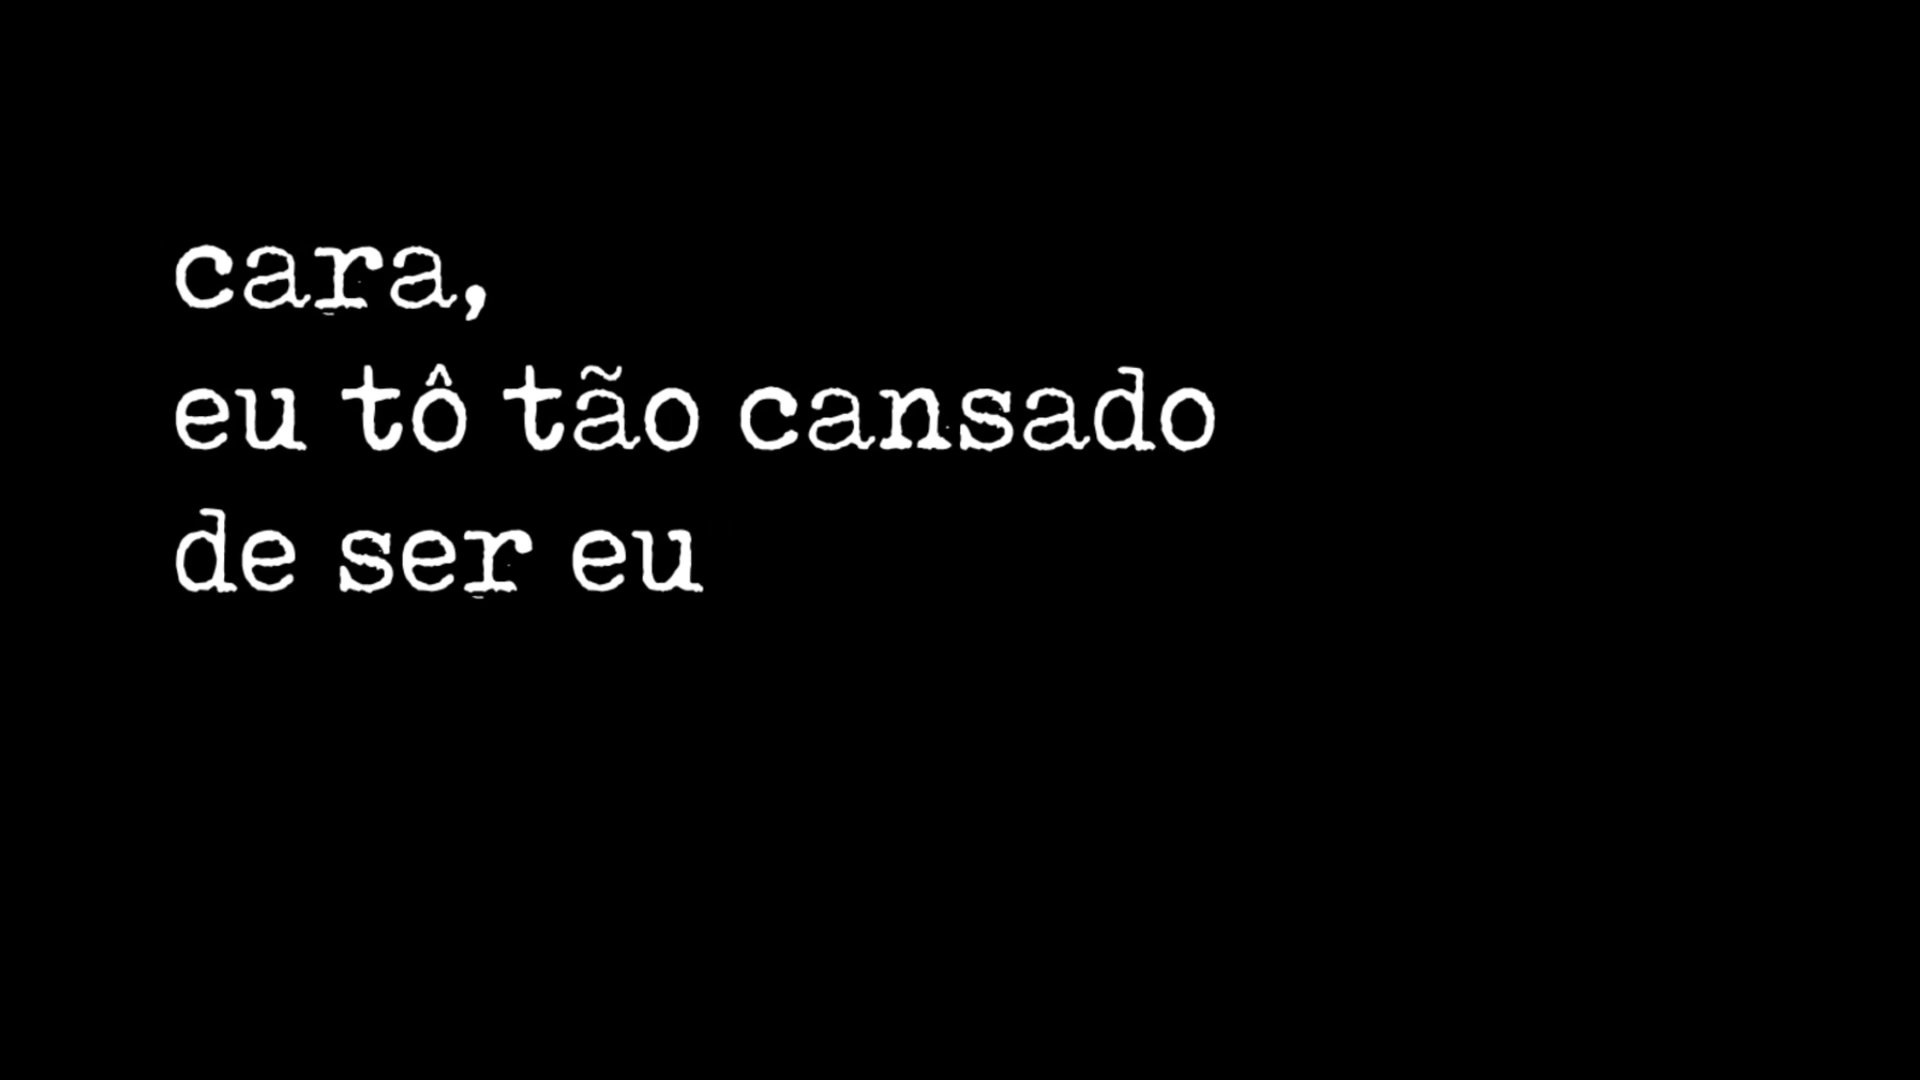 cara,
eu tô tão cansado
de ser eu